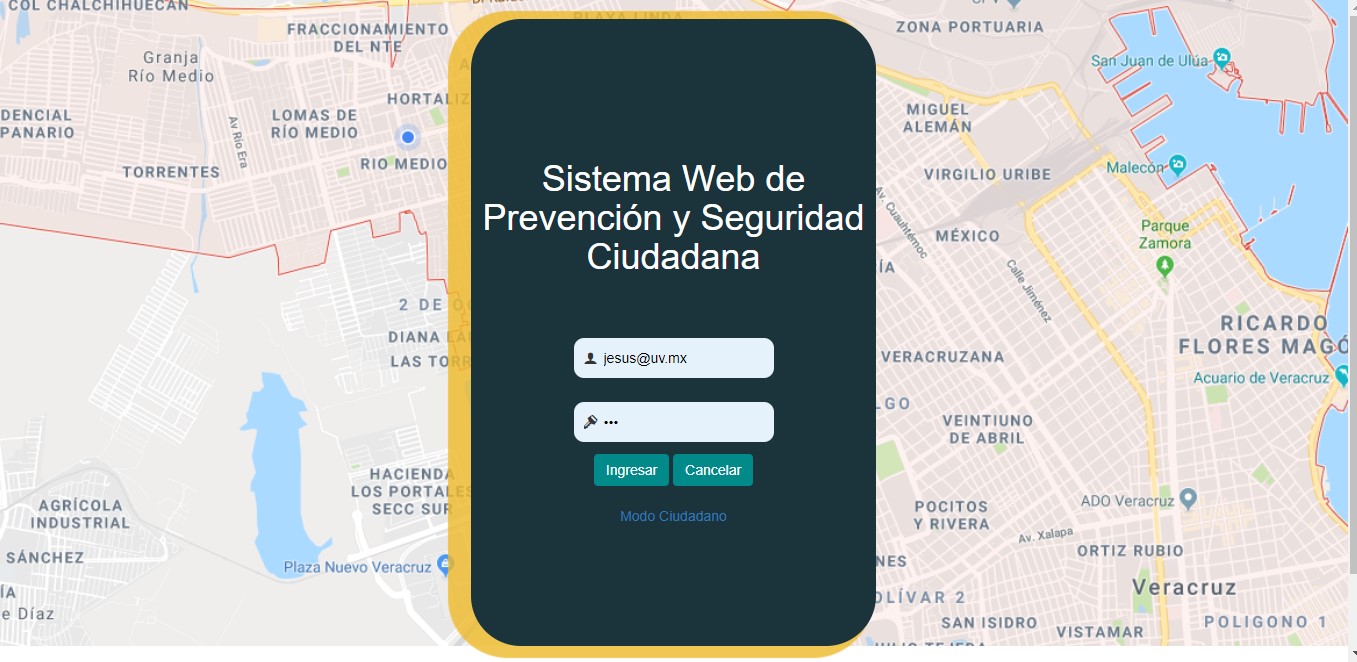 COL CHALCHIHUECAN
FRACCIONAMIENTO
DEL NTE
Granja
Río Medio
HORTALIZ
DENCIAL
PANARIO
LOMAS DE
RÍO MEDIO
Av Río Era
RIO MEDIO
TORRENTES
2 DE
DIANA LA
LAS TORR
HACIENDA
LOS PORTALES
SECC SUR
AGRÍCOLA
INDUSTRIAL
SÁNCHEZ
ÍA
e Díaz
Plaza Nuevo Veracruz
PLAYA LINDA
Sistema Web de
Prevención y Seguridad
Ciudadana
jesus@uv.mx
•••
Ingresar Cancelar
Modo Ciudadano
ZONA PORTUARIA
San Juan de Ulúa
MIGUEL
ALEMÁN
Malecón
VIRGILIO URIBE
Av. Cuauhtémoc
Parque
Zamora
MÉXICO
ÍA
Calle Jiménez
RICARDO
FLORES MAGÓ
VERACRUZANA
Acuario de Veracruz
LGO
VEINTIUNO
DE ABRIL
ADO Veracruz
POCITOS
Y RIVERA
Av. Xalapa
ORTIZ RUBIO
NES
Veracruz
OLÍVAR 2
SAN ISIDRO
POLIGONO 1
VISTAMAR
JULIO TEJEDA